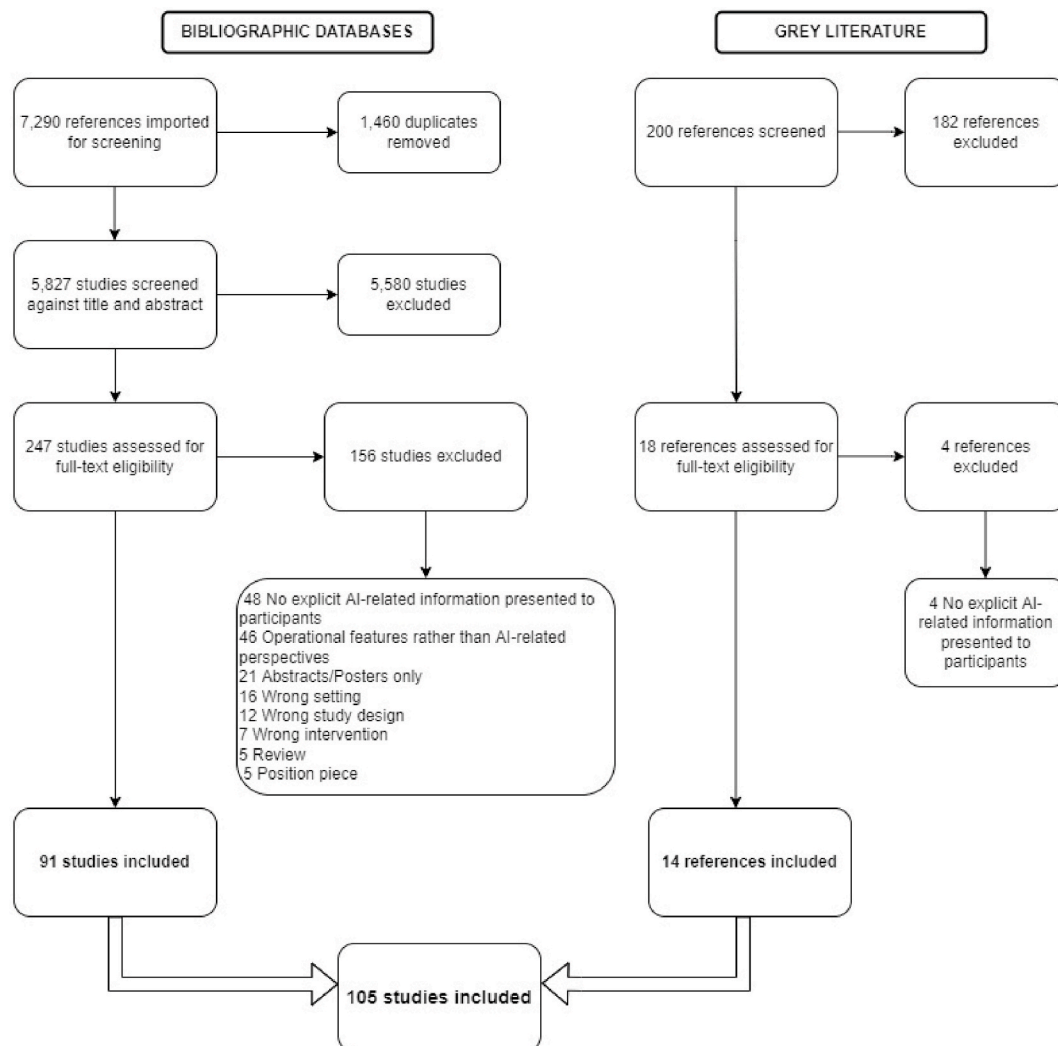 BIBLIOGRAPHIC DATABASES
GREY LITERATURE
7,290 references imported
for screening
1,460 duplicates
removed
200 references screened
182 references
excluded
5,827 studies screened
against title and abstract
5,580 studies
excluded
247 studies assessed for
full-text eligibility
156 studies excluded
18 references assessed for
full-text eligibility
4 references
excluded
48 No explicit AI-related information presented to
participants
46 Operational features rather than AI-related
perspectives
21 Abstracts/Posters only
16 Wrong setting
12 Wrong study design
7 Wrong intervention
5 Review
5 Position piece
4 No explicit AI-
related information
presented to
participants
91 studies included
14 references included
105 studies included